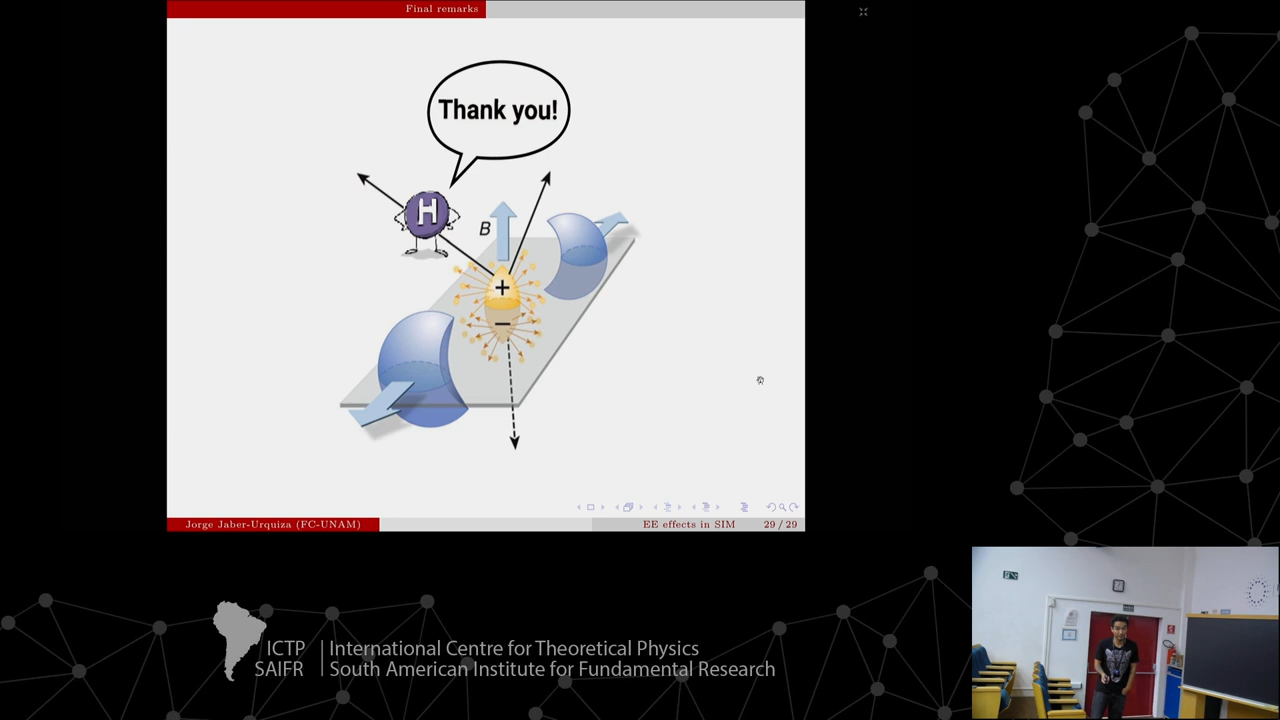 Final remarks
Thank you!
H
B
+
−
Jorge Jaber-Urquiza (FC-UNAM)
EE effects in SIM
29 / 29
ICTP
SAIFR
International Centre for Theoretical Physics
South American Institute for Fundamental Research